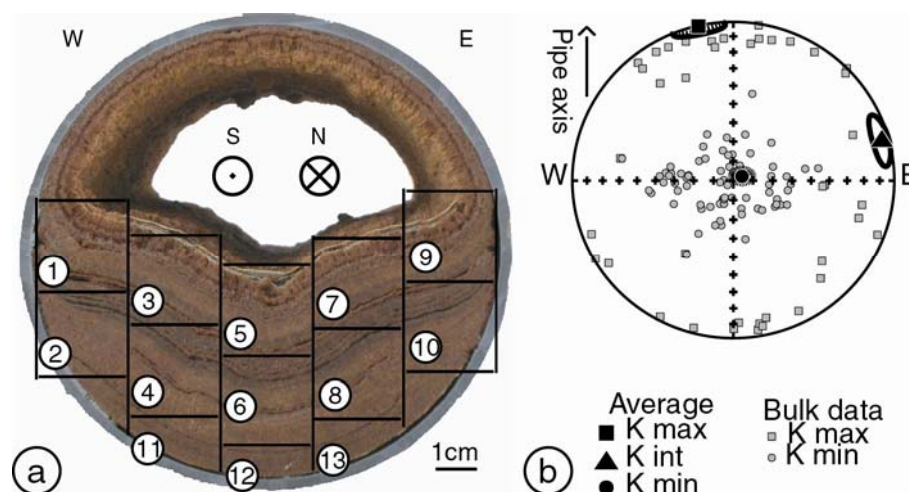 W
E
S
N
1
2
3
4
5
6
7
8
9
10
11
12
13
1cm
a
Pipe axis
W
E
Average
K max
K int
K min
Bulk data
K max
K min
b